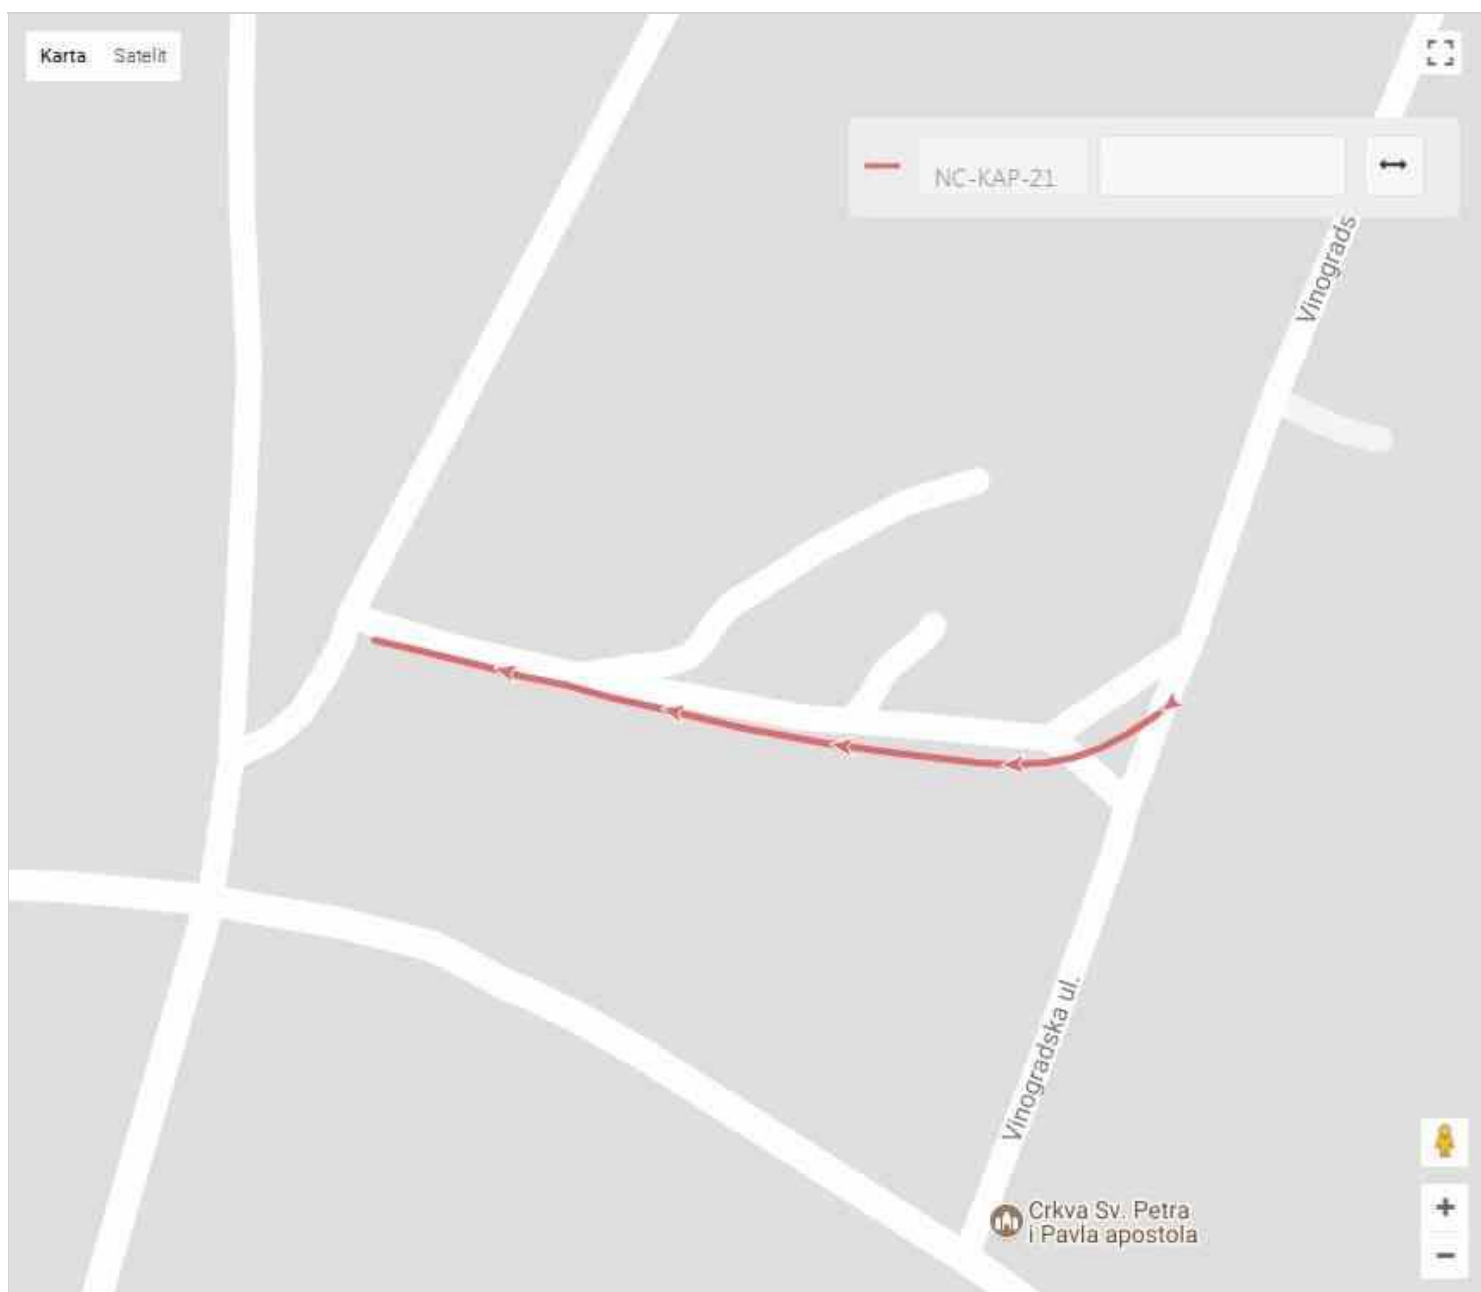 Karta Satelit
NC-KAP-21
Vinograds
Vinogradska ul.
Crkva Sv. Petra
i Pavla apostola